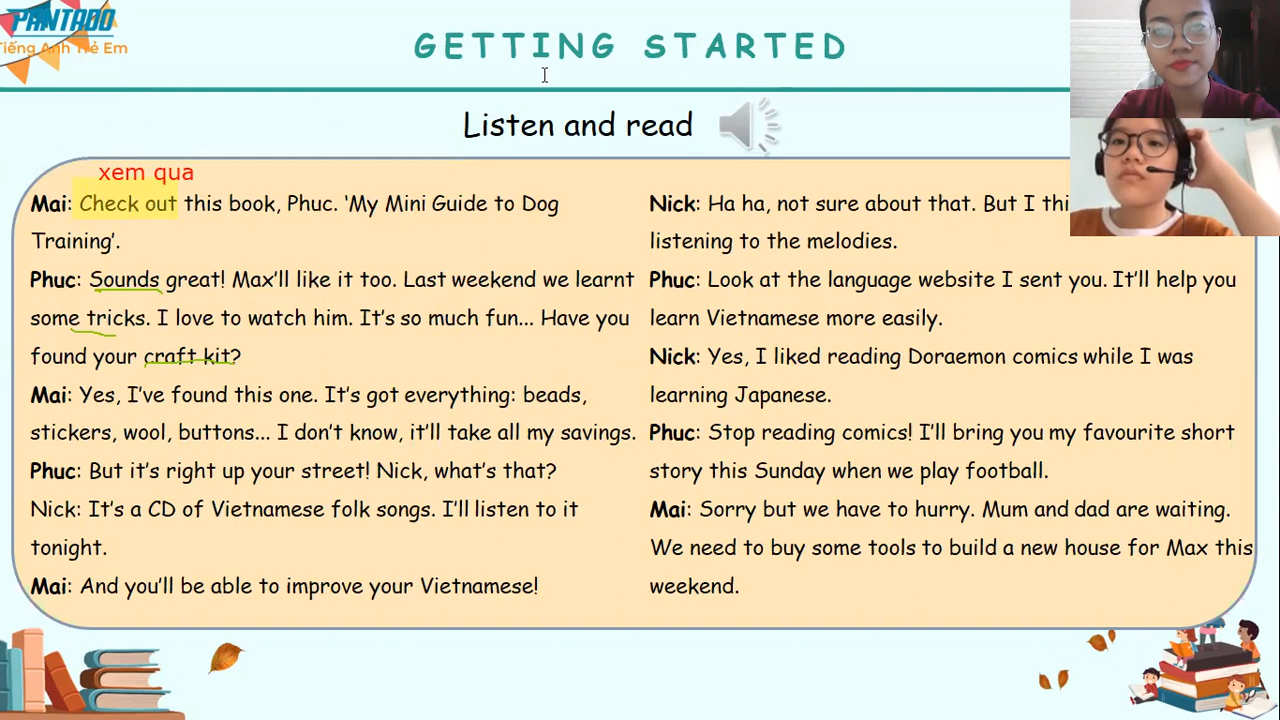 PANTADO
Tiếng Anh Trẻ Em
GETTING STARTED
Listen and read
xem qua
Mai: Check out this book, Phuc. 'My Mini Guide to Dog
Training'.
Phuc: Sounds great! Max'll like it too. Last weekend we learnt
some tricks. I love to watch him. It's so much fun... Have you
found your craft kit?
Mai: Yes, I've found this one. It's got everything: beads,
stickers, wool, buttons... I don't know, it'll take all my savings.
Phuc: But it's right up your street! Nick, what's that?
Nick: It's a CD of Vietnamese folk songs. I'll listen to it
tonight.
Mai: And you'll be able to improve your Vietnamese!
Nick: Ha ha, not sure about that. But I
listening to the melodies.
Phuc: Look at the language website I sent you. It'll help you
learn Vietnamese more easily.
Nick: Yes, I liked reading Doraemon comics while I was
learning Japanese.
Phuc: Stop reading comics! I'll bring you my favourite short
story this Sunday when we play football.
Mai: Sorry but we have to hurry. Mum and dad are waiting.
We need to buy some tools to build a new house for Max this
weekend.